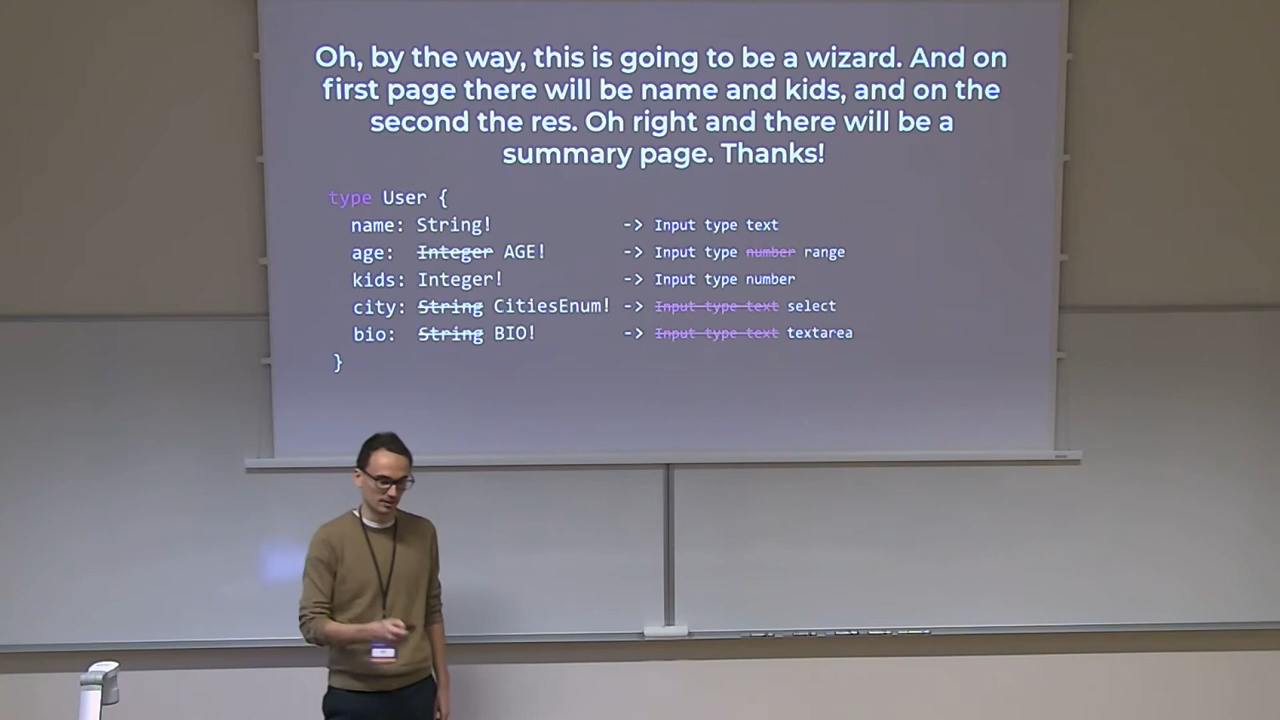 Oh, by the way, this is going to be a wizard. And on
first page there will be name and kids, and on the
second the res. Oh right and there will be a
summary page. Thanks!
type User {
name: String! -> Input type text
age: Integer AGE! -> Input type number range
kids: Integer! -> Input type number
city: String CitiesEnum! -> Input type text select
bio: String BIO! -> Input type text textarea
}